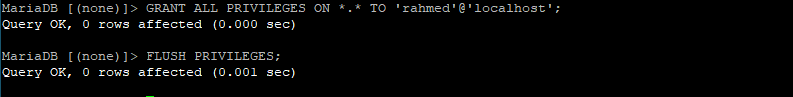 MariaDB [(none)]> GRANT ALL PRIVILEGES ON *.* TO 'rahmed'@'localhost';
Query OK, 0 rows affected (0.000 sec)
MariaDB [(none)]> FLUSH PRIVILEGES;
Query OK, 0 rows affected (0.001 sec)